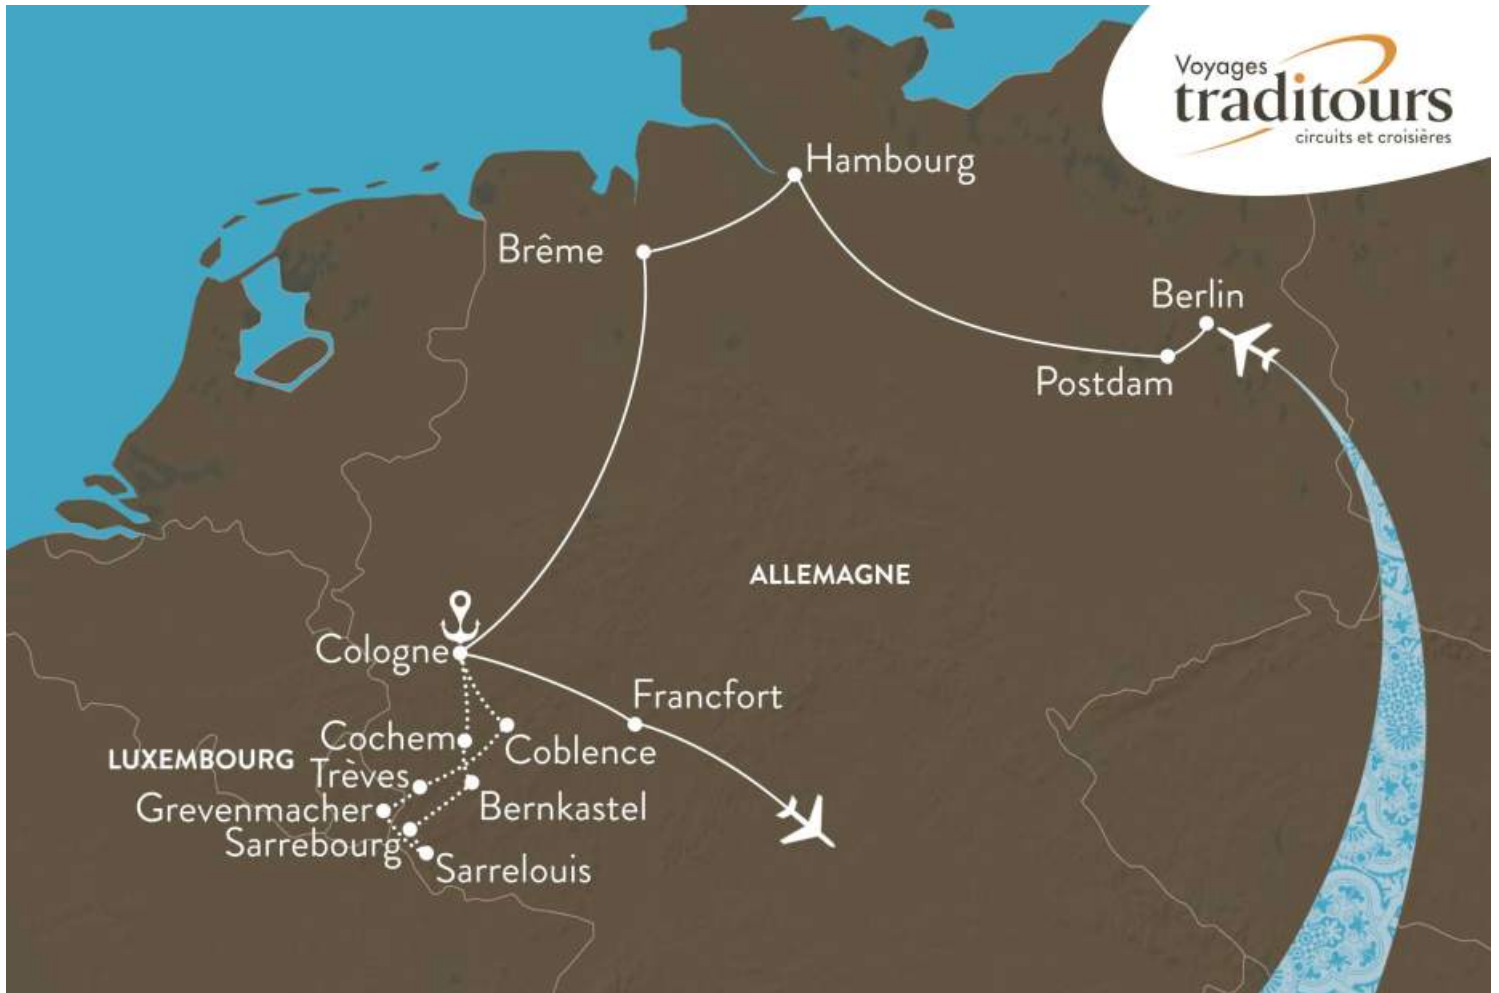 Voyages
traditours
circuits et croisières
Hambourg
Brême
Berlin
Postdam
ALLEMAGNE
Cologne
Francfort
Cochem
Coblence
LUXEMBOURG
Trèves
Grevenmacher
Bernkastel
Sarrebourg
Sarrelouis